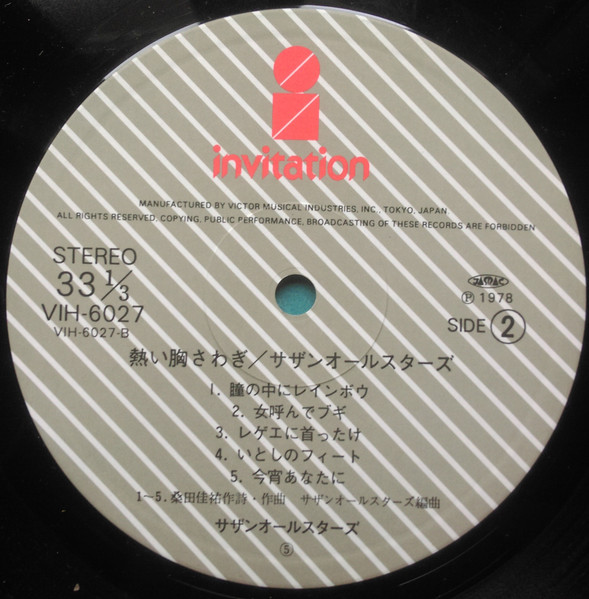 invitation
MANUFACTURED BY VICTOR MUSICAL INDUSTRIES, INC., TOKYO, JAPAN
ALL RIGHTS RESERVED, COPYING, PUBLIC PERFORMANCE, BROADCASTING OF THESE RECORDS ARE FORBIDDEN
STEREO
33 1/3
VIH-6027
VIH-6027-B
JASRAC
Ⓟ 1978
SIDE ②
熱い胸さわぎ/サザンオールスターズ
1. 瞳の中にレインボウ
2. 女呼んでブギ
3. レゲエに首ったけ
4. いとしのフィート
5. 今宵あなたに
1~5. 桑田佳祐作詩・作曲 サザンオールスターズ編曲
サザンオールスターズ
⑤